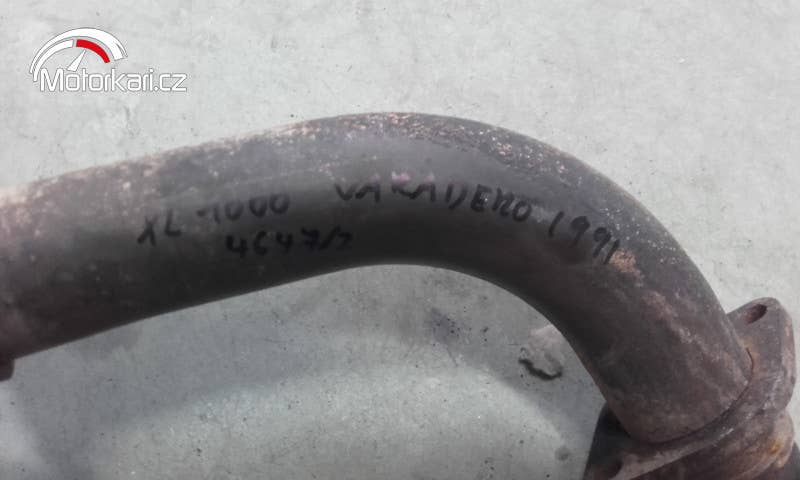 Motorkari.cz
XL 1000 VARADERO 1991
4647/2